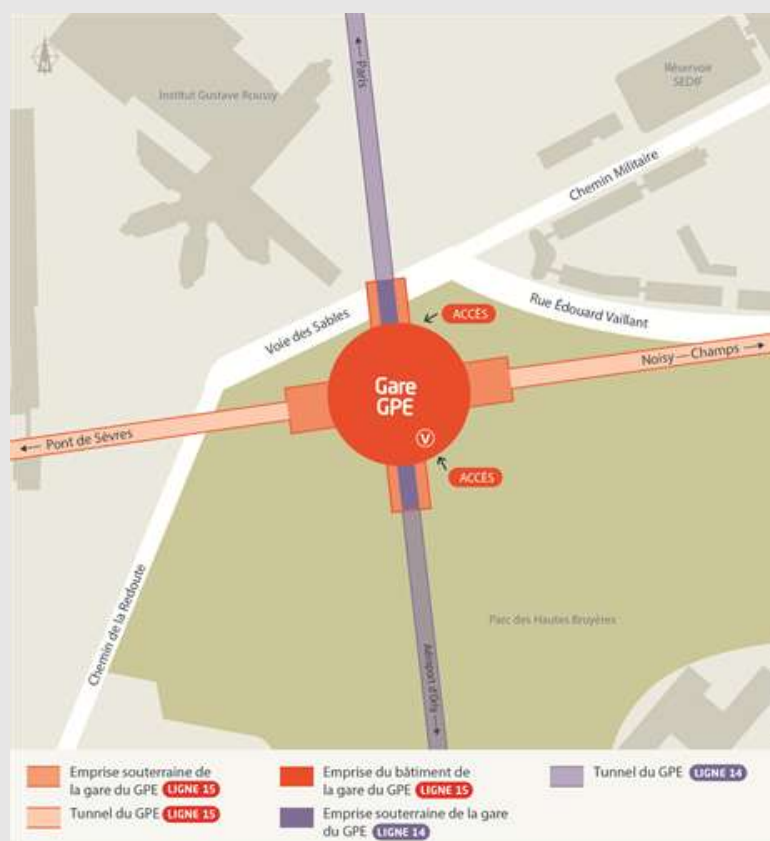 N
Institut Gustave Roussy
← Paris
Réservoir
SEDIF
Chemin Militaire
Voie des Sables
ACCÈS
Rue Édouard Vaillant
Noisy — Champs →
Gare
GPE
V
← Pont de Sèvres
ACCÈS
Chemin de la Redoute
Parc des Hautes Bruyères
Aéroport d'Orly →
Emprise souterraine de
la gare du GPE LIGNE 15
Tunnel du GPE LIGNE 15
Emprise du bâtiment de
la gare du GPE LIGNE 15
Emprise souterraine de la gare
du GPE LIGNE 14
Tunnel du GPE LIGNE 14